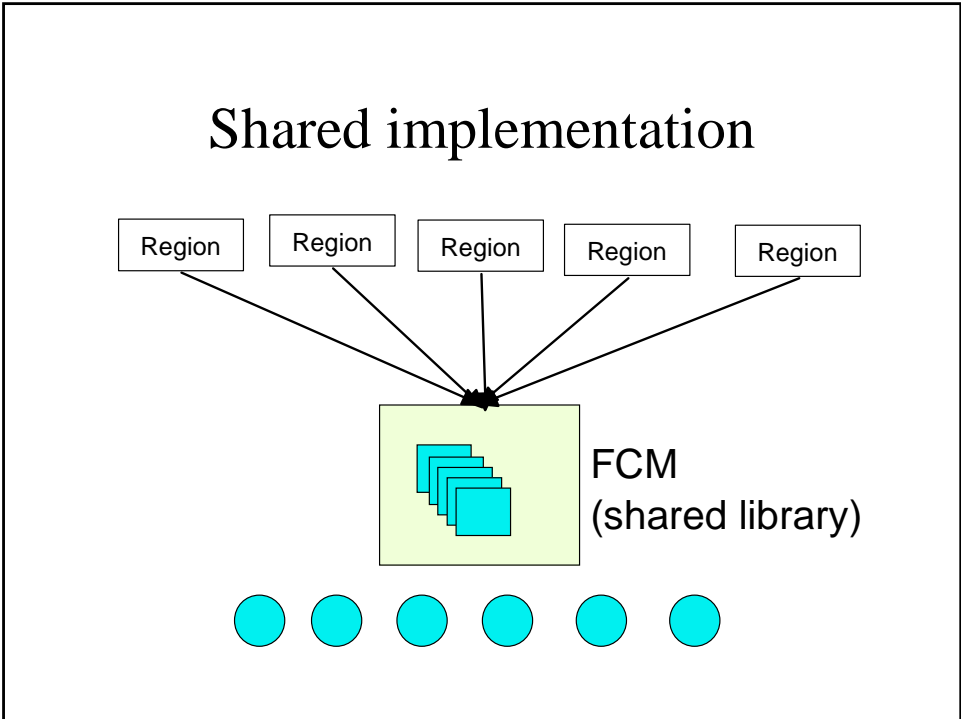 Shared implementation
Region
Region
Region
Region
Region
FCM
(shared library)